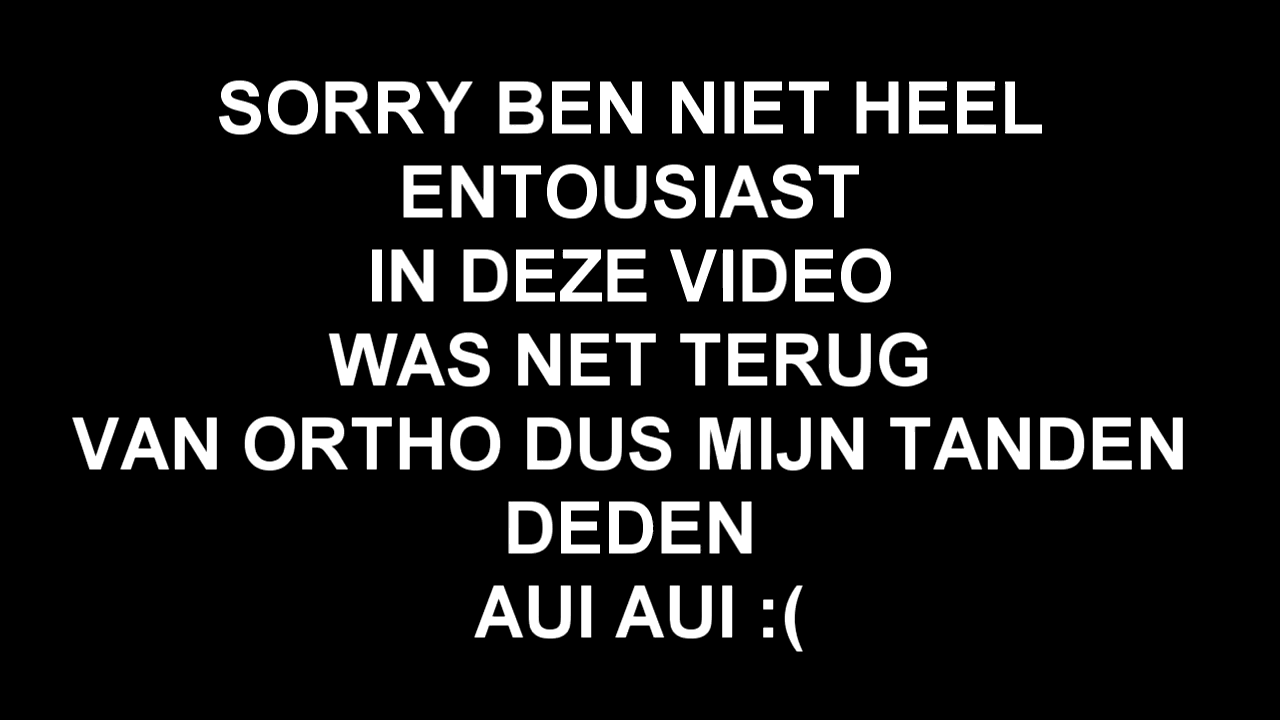 SORRY BEN NIET HEEL
ENTOUSIAST
IN DEZE VIDEO
WAS NET TERUG
VAN ORTHO DUS MIJN TANDEN
DEDEN
AUI AUI :(